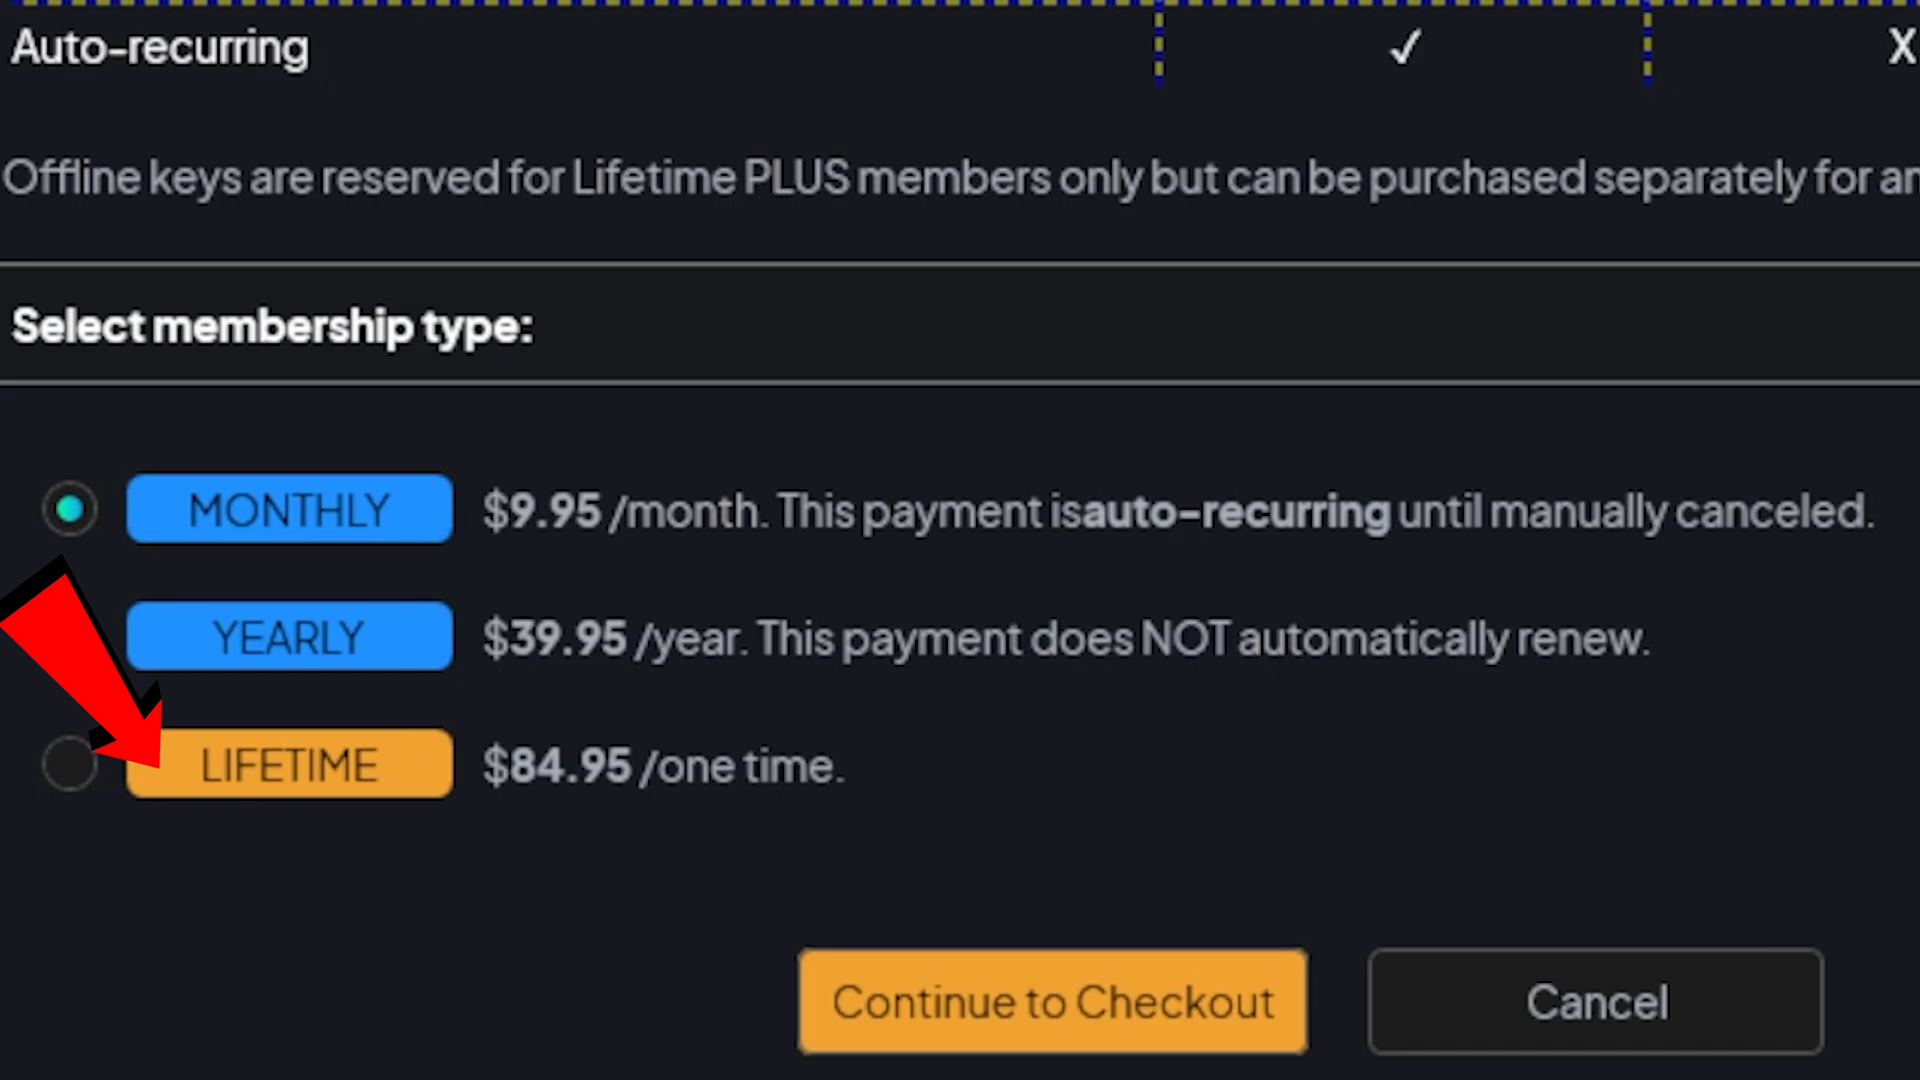 Auto-recurring ✓ X
Offline keys are reserved for Lifetime PLUS members only but can be purchased separately for
Select membership type:
MONTHLY $9.95 /month. This payment isauto-recurring until manually canceled.
YEARLY $39.95 /year. This payment does NOT automatically renew.
LIFETIME $84.95 /one time.
Continue to Checkout Cancel